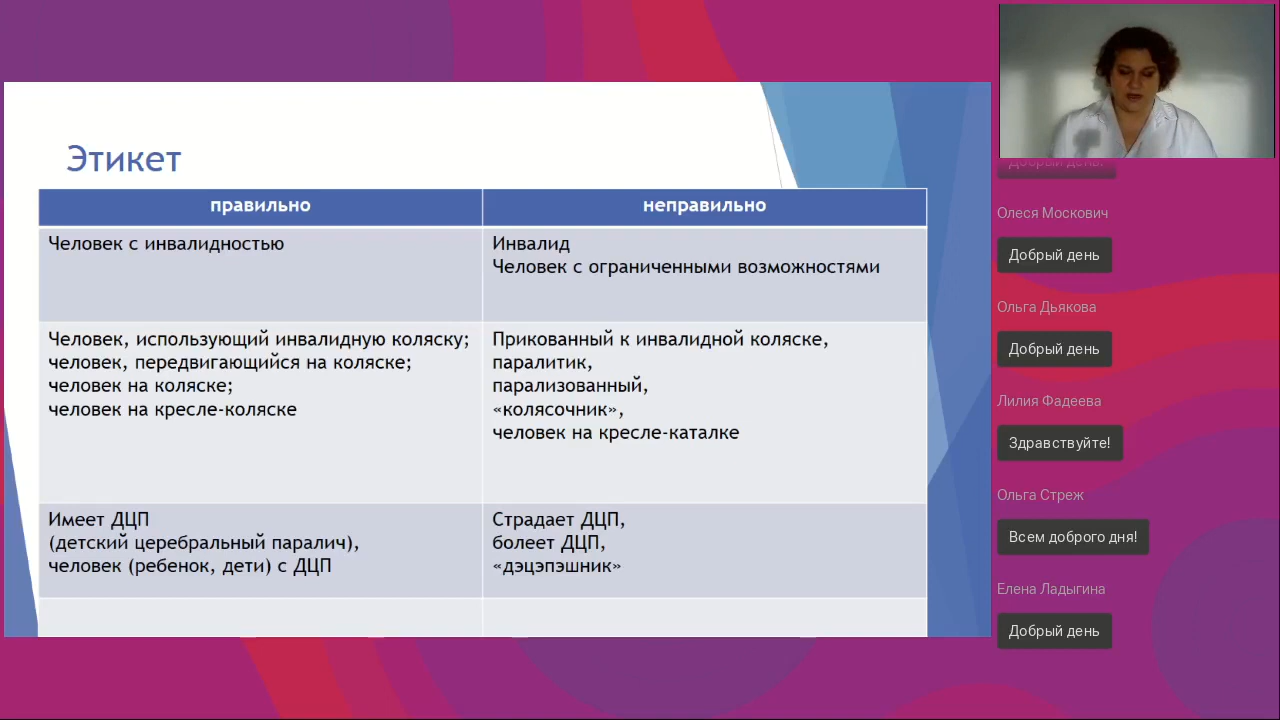 Этикет
правильно
неправильно
Человек с инвалидностью
Инвалид
Человек с ограниченными возможностями
Человек, использующий инвалидную коляску;
человек, передвигающийся на коляске;
человек на коляске;
человек на кресле-коляске
Прикованный к инвалидной коляске,
паралитик,
парализованный,
«колясочник»,
человек на кресле-каталке
Имеет ДЦП
(детский церебральный паралич),
человек (ребенок, дети) с ДЦП
Страдает ДЦП,
болеет ДЦП,
«дэцэпэшник»
Добрый день!
Олеся Москович
Добрый день
Ольга Дьякова
Добрый день
Лилия Фадеева
Здравствуйте!
Ольга Стреж
Всем доброго дня!
Елена Ладыгина
Добрый день